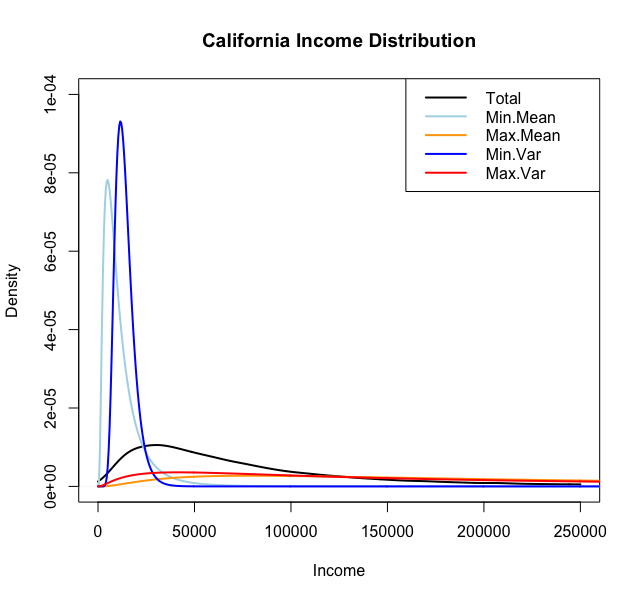 California Income Distribution
Total
Min.Mean
Max.Mean
Min.Var
Max.Var
Density
1e-04
8e-05
6e-05
4e-05
2e-05
0e+00
0 50000 100000 150000 200000 250000
Income